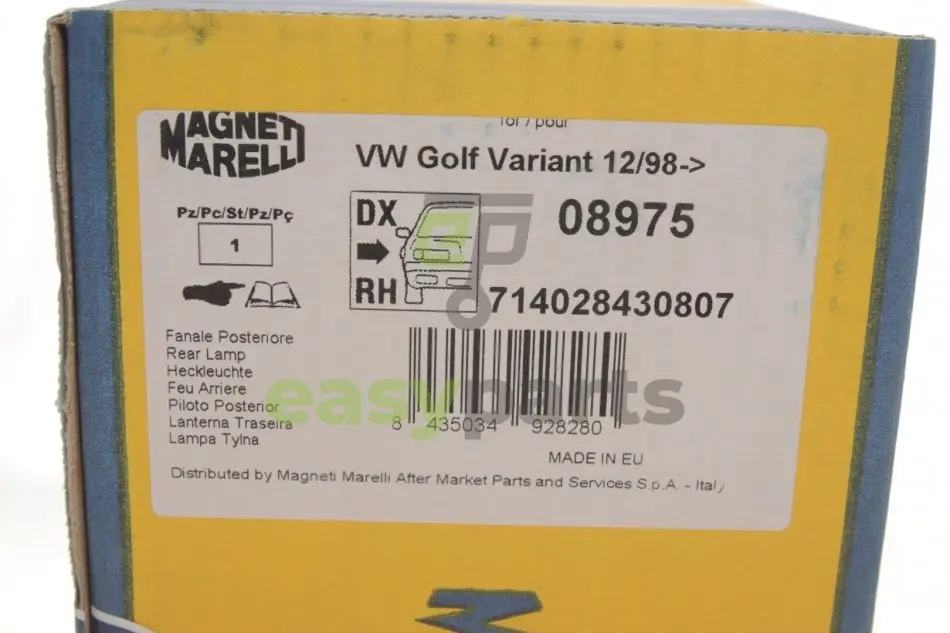 MAGNETI
MARELLI
for / pour
VW Golf Variant 12/98->
Pz/Pc/St/Pz/Pç
1
DX
RH
08975
714028430807
Fanale Posteriore
Rear Lamp
Heckleuchte
Feu Arriere
Piloto Posterior
Lanterna Traseira
Lampa Tylna
easyparts
8 435034 928280
MADE IN EU
Distributed by Magneti Marelli After Market Parts and Services S.p.A. - Italy